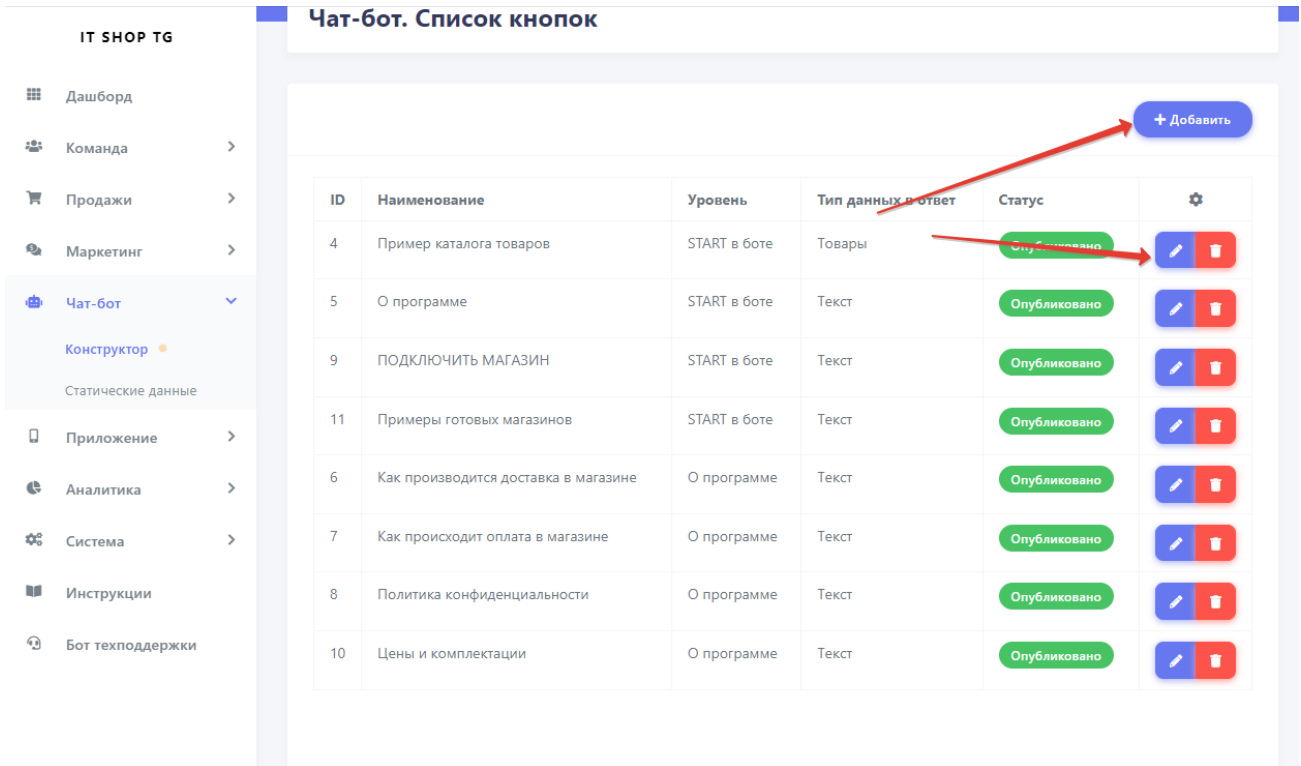 Чат-бот. Список кнопок
IT SHOP TG
Дашборд
Команда
Продажи
Маркетинг
Чат-бот
Конструктор
Статические данные
Приложение
Аналитика
Система
Инструкции
Бот техподдержки
+ Добавить
ID Наименование Уровень Тип данных в ответ Статус
4 Пример каталога товаров START в боте Товары Опубликовано
5 О программе START в боте Текст Опубликовано
9 ПОДКЛЮЧИТЬ МАГАЗИН START в боте Текст Опубликовано
11 Примеры готовых магазинов START в боте Текст Опубликовано
6 Как производится доставка в магазине О программе Текст Опубликовано
7 Как происходит оплата в магазине О программе Текст Опубликовано
8 Политика конфиденциальности О программе Текст Опубликовано
10 Цены и комплектации О программе Текст Опубликовано